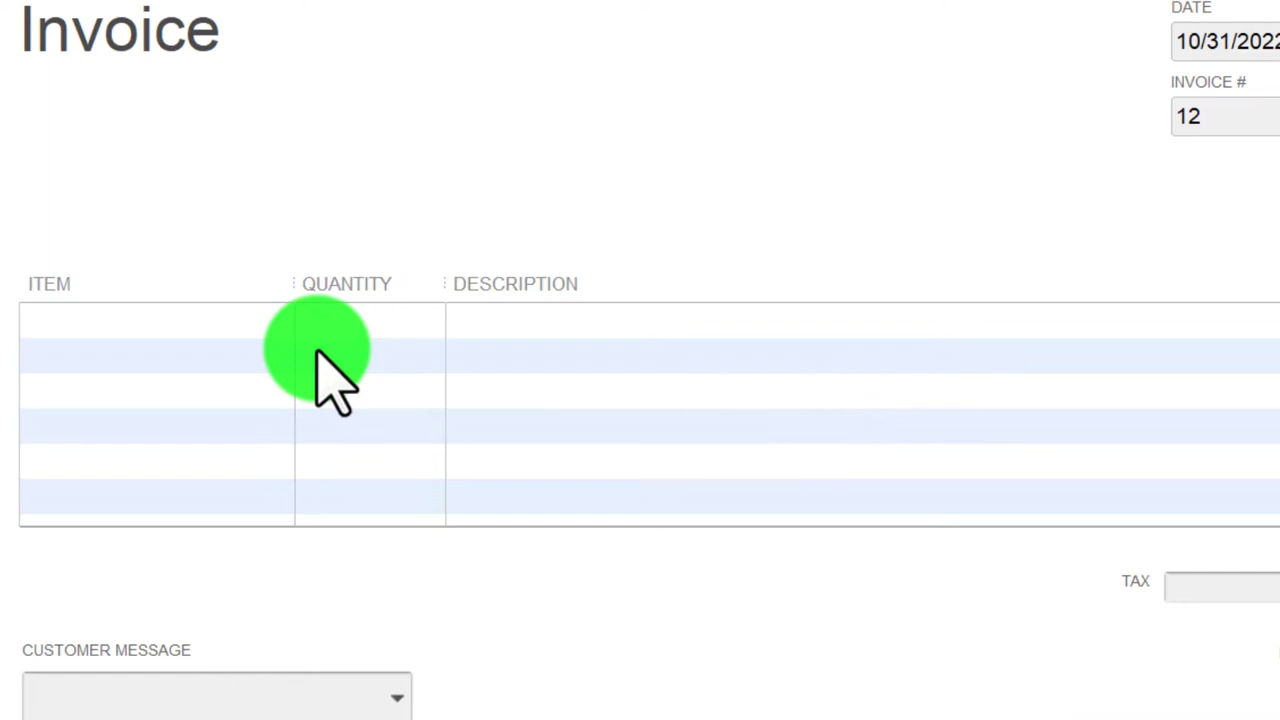 Invoice
DATE
10/31/2022
INVOICE #
12
ITEM
QUANTITY
DESCRIPTION
TAX
CUSTOMER MESSAGE